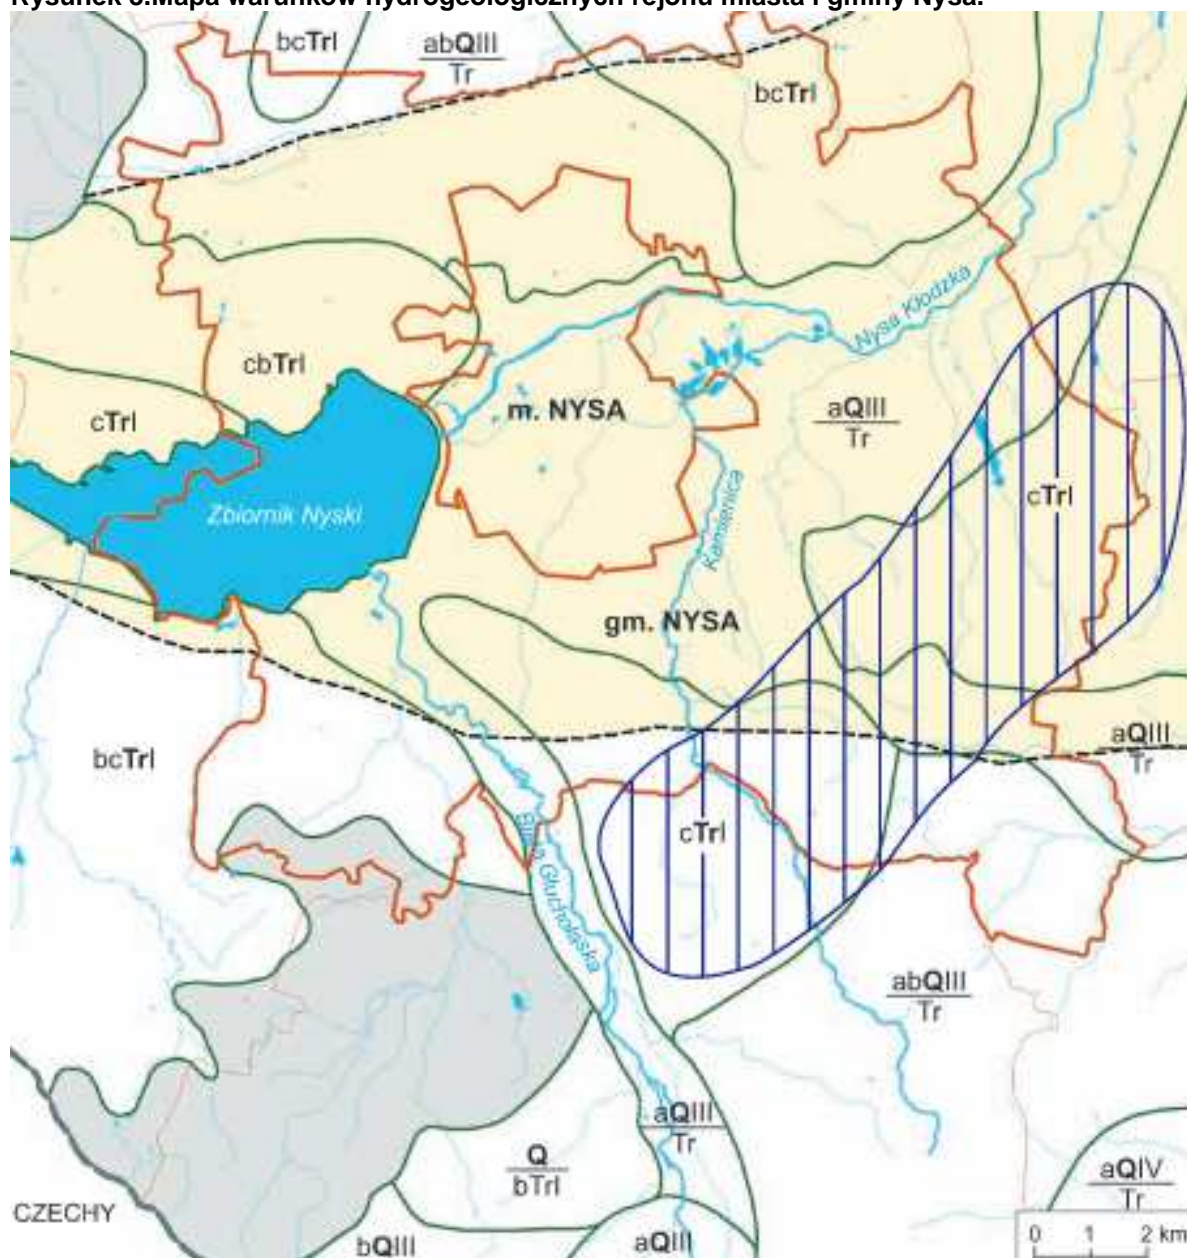 Rysunek 6.Mapa warunków hydrogeologicznych rejonu miasta i gminy Nysa.
bcTrI
abQIII
Tr
bcTrI
Nysa Kłodzka
cbTrI
cTrI
m. NYSA
aQIII
Tr
cTrI
Zbiornik Nyski
Kamienica
gm. NYSA
aQIII
Tr
bcTrI
cTrI
Biała Głuchołaska
abQIII
Tr
aQIII
Tr
Q
bTrI
aQIV
Tr
CZECHY
bQIII
aQIII
0 1 2 km